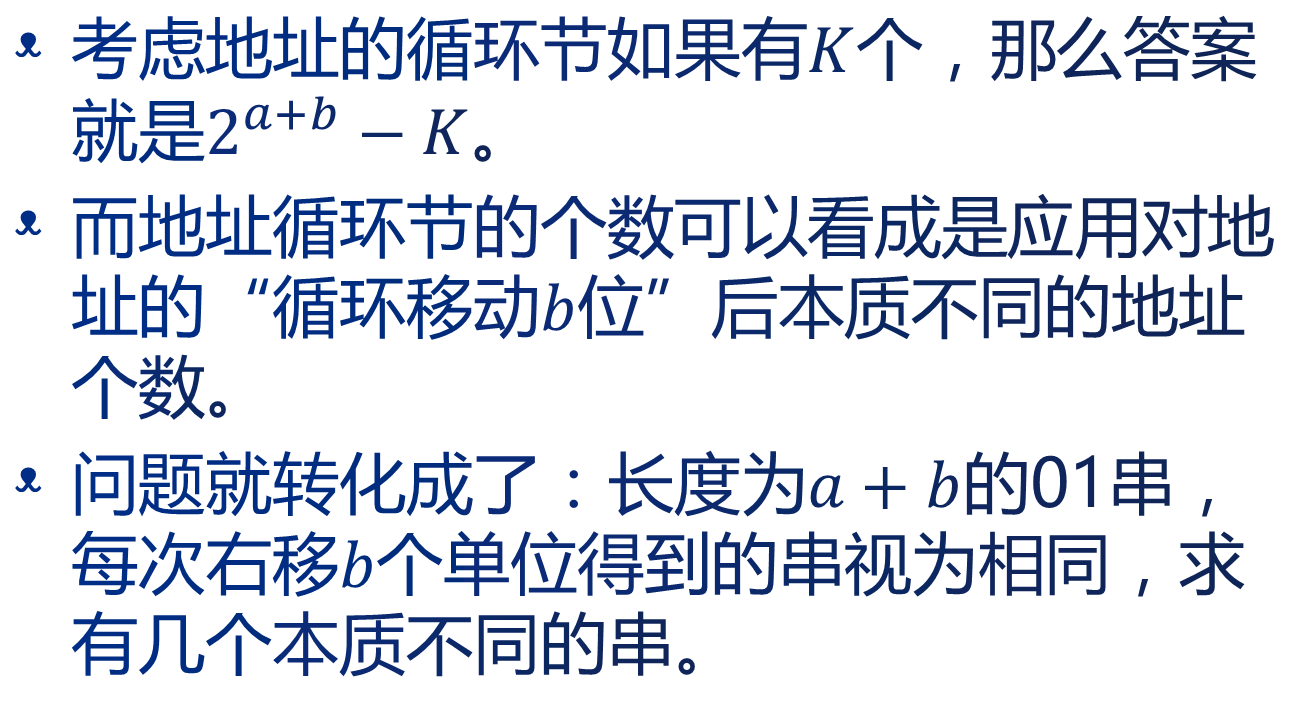 考虑地址的循环节如果有K个，那么答案
就是2^{a+b} − K。
而地址循环节的个数可以看成是应用对地
址的“循环移动b位”后本质不同的地址
个数。
问题就转化成了：长度为a + b的01串，
每次右移b个单位得到的串视为相同，求
有几个本质不同的串。